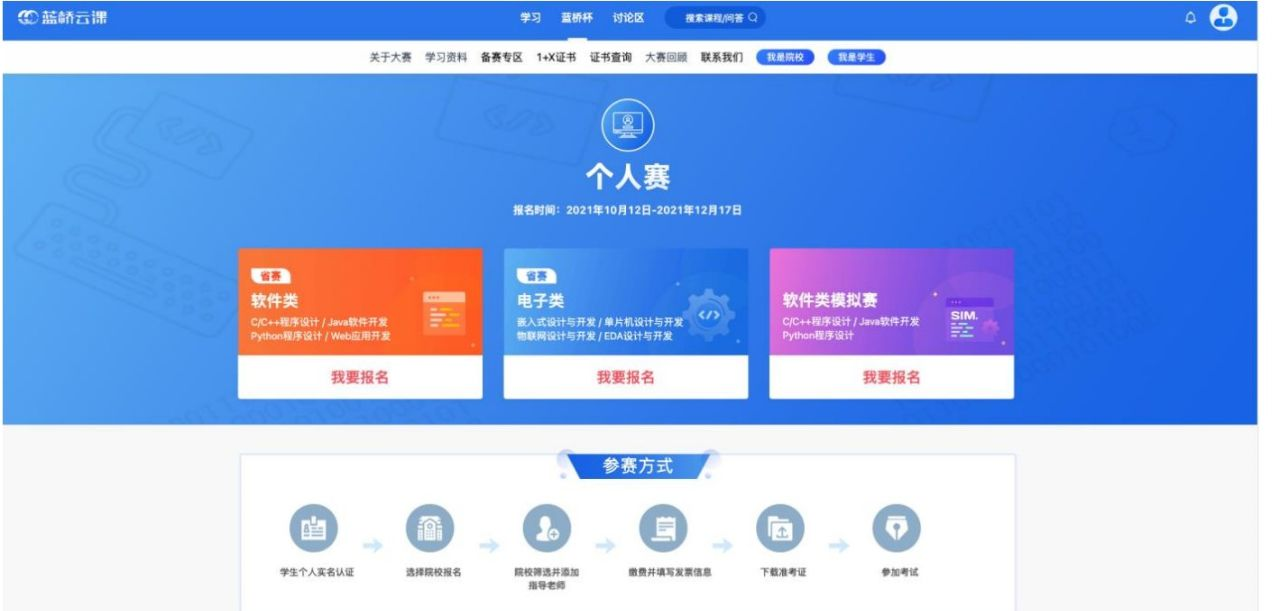 蓝桥云课
学习 蓝桥杯 讨论区 搜索课程/问答
关于大赛 学习资料 备赛专区 1+X证书 证书查询 大赛回顾 联系我们 我是院校 我是学生
个人赛
报名时间：2021年10月12日-2021年12月17日
省赛
软件类
C/C++程序设计 / Java软件开发
Python程序设计 / Web应用开发
我要报名
省赛
电子类
嵌入式设计与开发 / 单片机设计与开发
物联网设计与开发 / EDA设计与开发
我要报名
软件类模拟赛
C/C++程序设计 / Java软件开发
Python程序设计
SIM.
我要报名
参赛方式
学生个人实名认证
选择院校报名
院校筛选并添加
指导老师
缴费并填写发票信息
下载准考证
参加考试